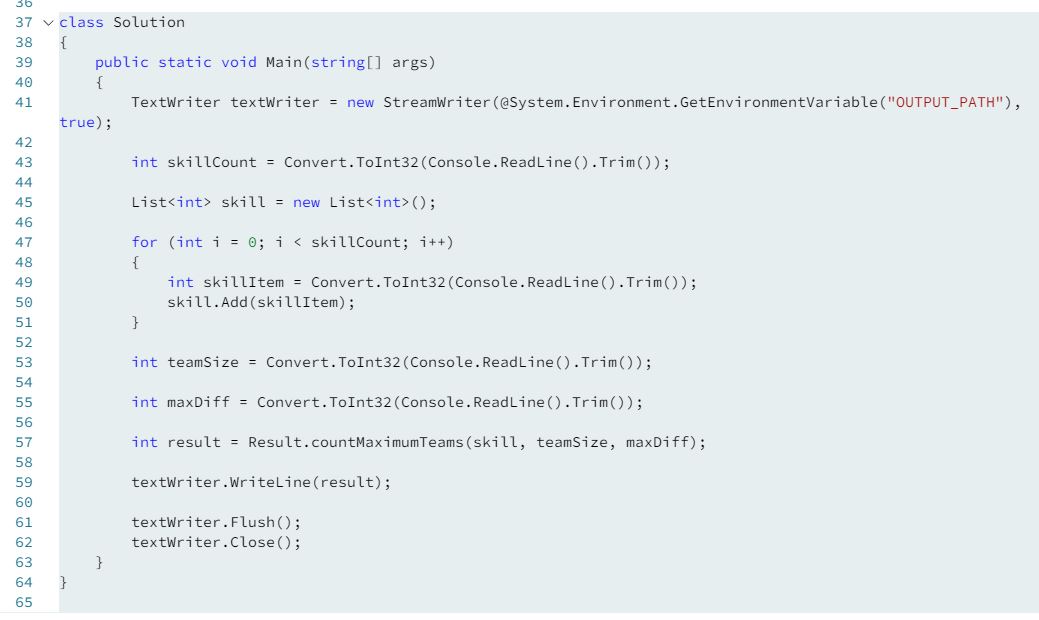 36
37 class Solution
38 {
39     public static void Main(string[] args)
40     {
41         TextWriter textWriter = new StreamWriter(@System.Environment.GetEnvironmentVariable("OUTPUT_PATH"),
true);
42
43         int skillCount = Convert.ToInt32(Console.ReadLine().Trim());
44
45         List<int> skill = new List<int>();
46
47         for (int i = 0; i < skillCount; i++)
48         {
49             int skillItem = Convert.ToInt32(Console.ReadLine().Trim());
50             skill.Add(skillItem);
51         }
52
53         int teamSize = Convert.ToInt32(Console.ReadLine().Trim());
54
55         int maxDiff = Convert.ToInt32(Console.ReadLine().Trim());
56
57         int result = Result.countMaximumTeams(skill, teamSize, maxDiff);
58
59         textWriter.WriteLine(result);
60
61         textWriter.Flush();
62         textWriter.Close();
63     }
64 }
65